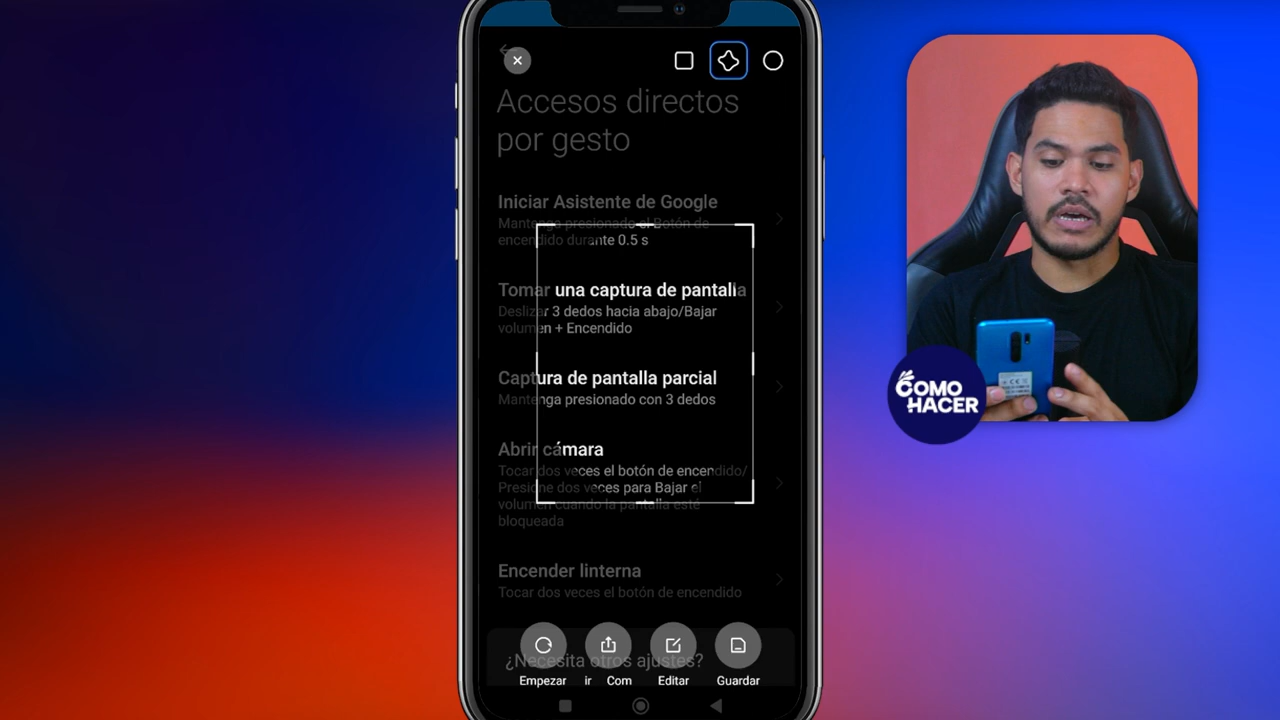 Accesos directos
por gesto
Iniciar Asistente de Google
Mantenga presionado el Botón de
encendido durante 0.5 s
Tomar una captura de pantalla
Deslizar 3 dedos hacia abajo/Bajar
volumen + Encendido
Captura de pantalla parcial
Mantenga presionado con 3 dedos
Abrir cámara
Tocar dos veces el botón de encendido/
Presione dos veces para Bajar el
volumen cuando la pantalla esté
bloqueada
Encender linterna
Tocar dos veces el botón de encendido
¿Necesita otros ajustes?
Empezar
ir Com
Editar
Guardar
COMO
HACER